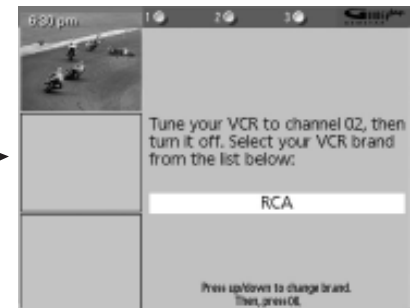 6:30 pm 1 2 3
Tune your VCR to channel 02, then
turn it off. Select your VCR brand
from the list below:
RCA
Press up/down to change brand.
Then, press OK.